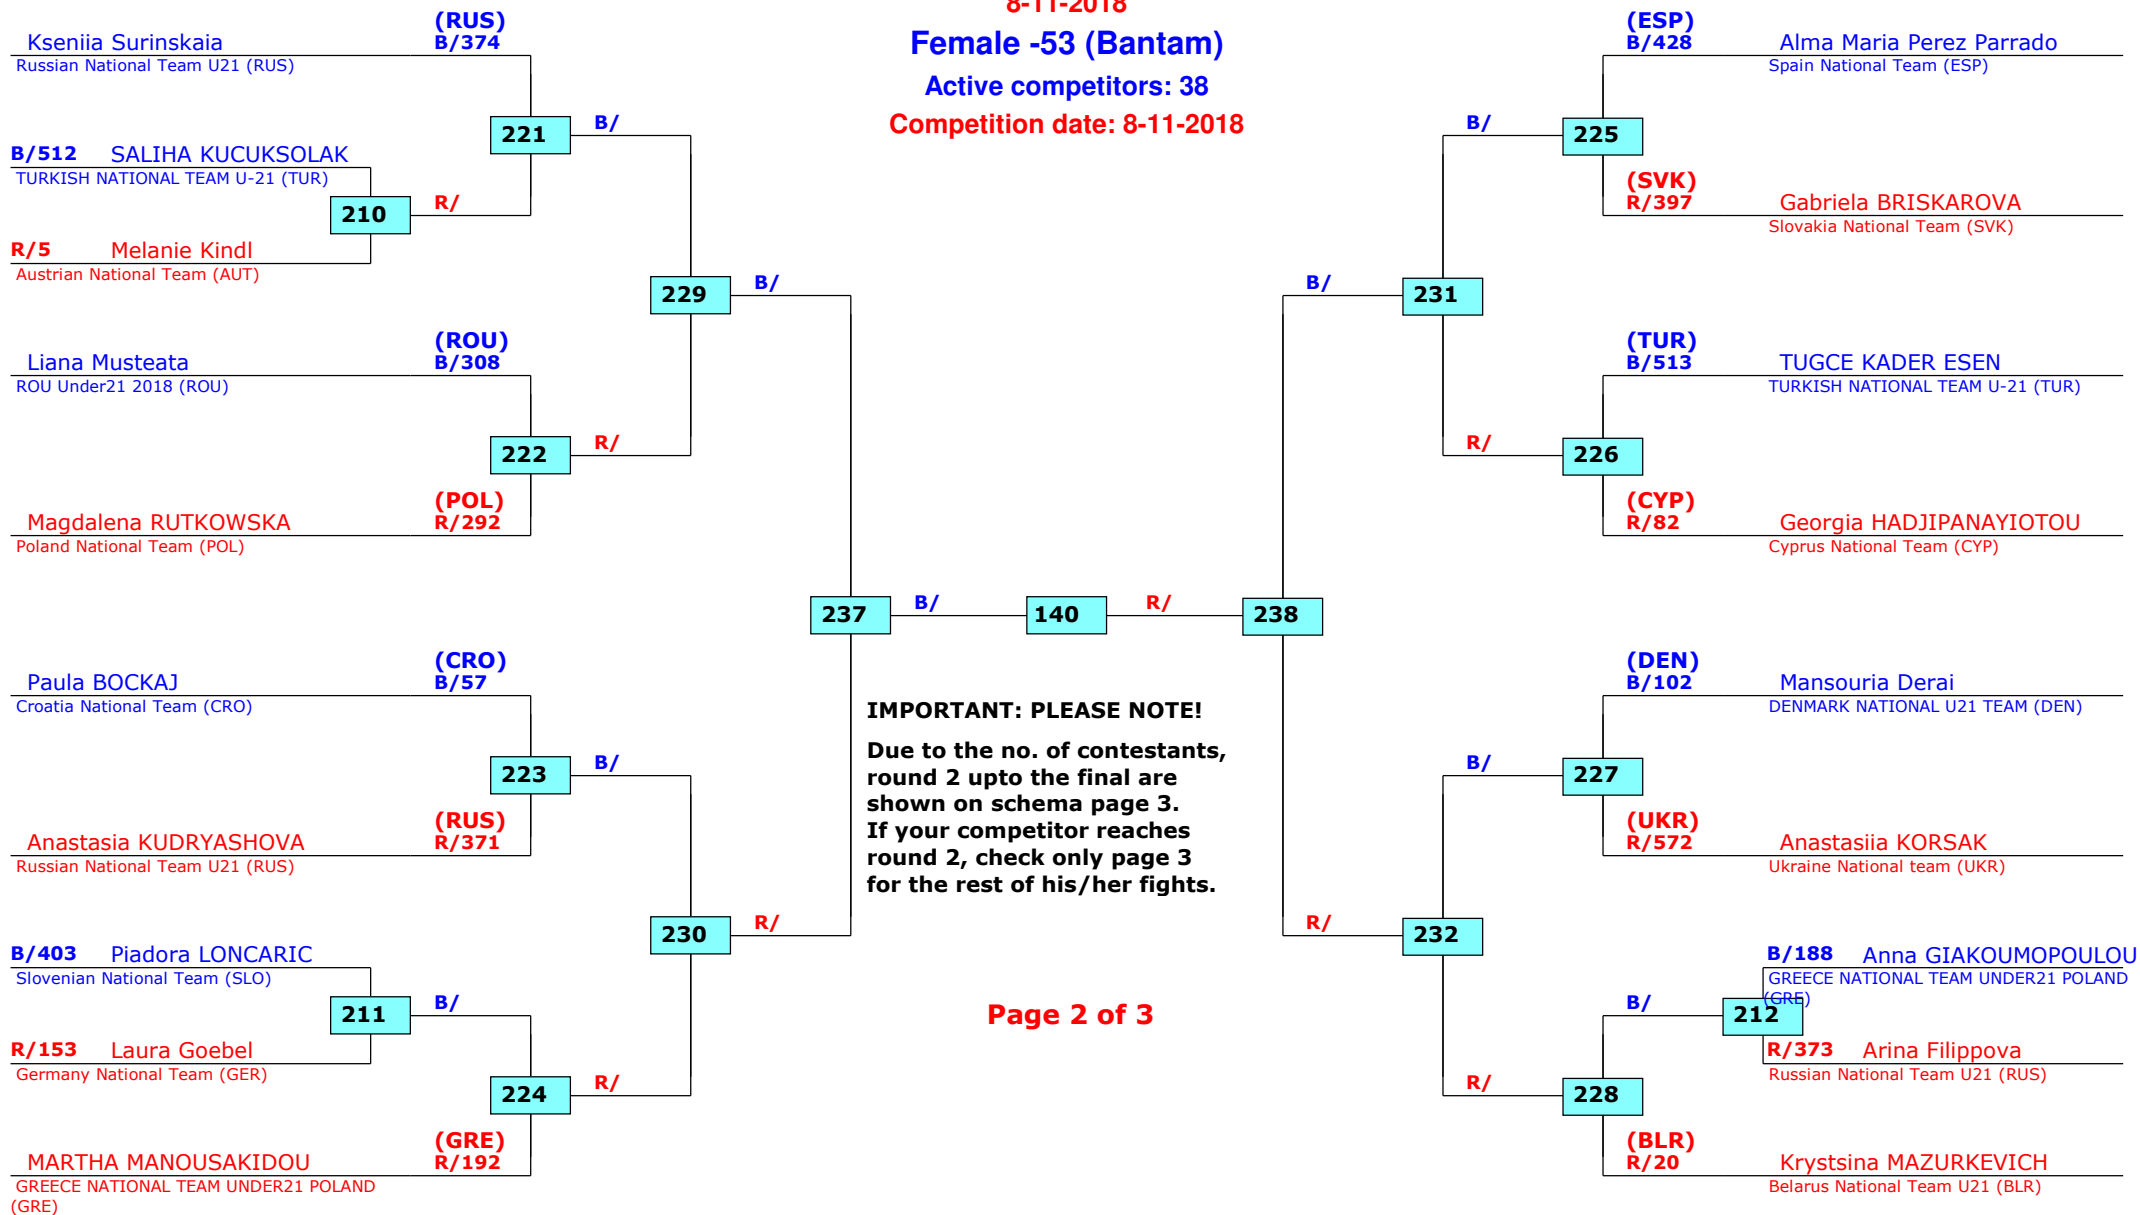 8-11-2018
Female -53 (Bantam)
Active competitors: 38
Competition date: 8-11-2018
(RUS)
Kseniia Surinskaia B/374
Russian National Team U21 (RUS)
221 B/
B/512 SALIHA KUCUKSOLAK
TURKISH NATIONAL TEAM U-21 (TUR)
210 R/
R/5 Melanie Kindl
Austrian National Team (AUT)
229 B/
(ROU)
Liana Musteata B/308
ROU Under21 2018 (ROU)
222 R/
(POL)
Magdalena RUTKOWSKA R/292
Poland National Team (POL)
237 B/ 140 R/ 238
(CRO)
Paula BOCKAJ B/57
Croatia National Team (CRO)
223 B/
(RUS)
Anastasia KUDRYASHOVA R/371
Russian National Team U21 (RUS)
230 R/
B/403 Piadora LONCARIC
Slovenian National Team (SLO)
211 B/
R/153 Laura Goebel
Germany National Team (GER)
224 R/
(GRE)
MARTHA MANOUSAKIDOU R/192
GREECE NATIONAL TEAM UNDER21 POLAND
(GRE)
IMPORTANT: PLEASE NOTE!
Due to the no. of contestants,
round 2 upto the final are
shown on schema page 3.
If your competitor reaches
round 2, check only page 3
for the rest of his/her fights.
Page 2 of 3
(ESP)
B/428 Alma Maria Perez Parrado
Spain National Team (ESP)
B/ 225
(SVK)
R/397 Gabriela BRISKAROVA
Slovakia National Team (SVK)
B/ 231
(TUR)
B/513 TUGCE KADER ESEN
TURKISH NATIONAL TEAM U-21 (TUR)
R/ 226
(CYP)
R/82 Georgia HADJIPANAYIOTOU
Cyprus National Team (CYP)
(DEN)
B/102 Mansouria Derai
DENMARK NATIONAL U21 TEAM (DEN)
B/ 227
(UKR)
R/572 Anastasiia KORSAK
Ukraine National team (UKR)
R/ 232
B/188 Anna GIAKOUMOPOULOU
GREECE NATIONAL TEAM UNDER21 POLAND
(GRE)
B/ 212
R/373 Arina Filippova
Russian National Team U21 (RUS)
R/ 228
(BLR)
R/20 Krystsina MAZURKEVICH
Belarus National Team U21 (BLR)